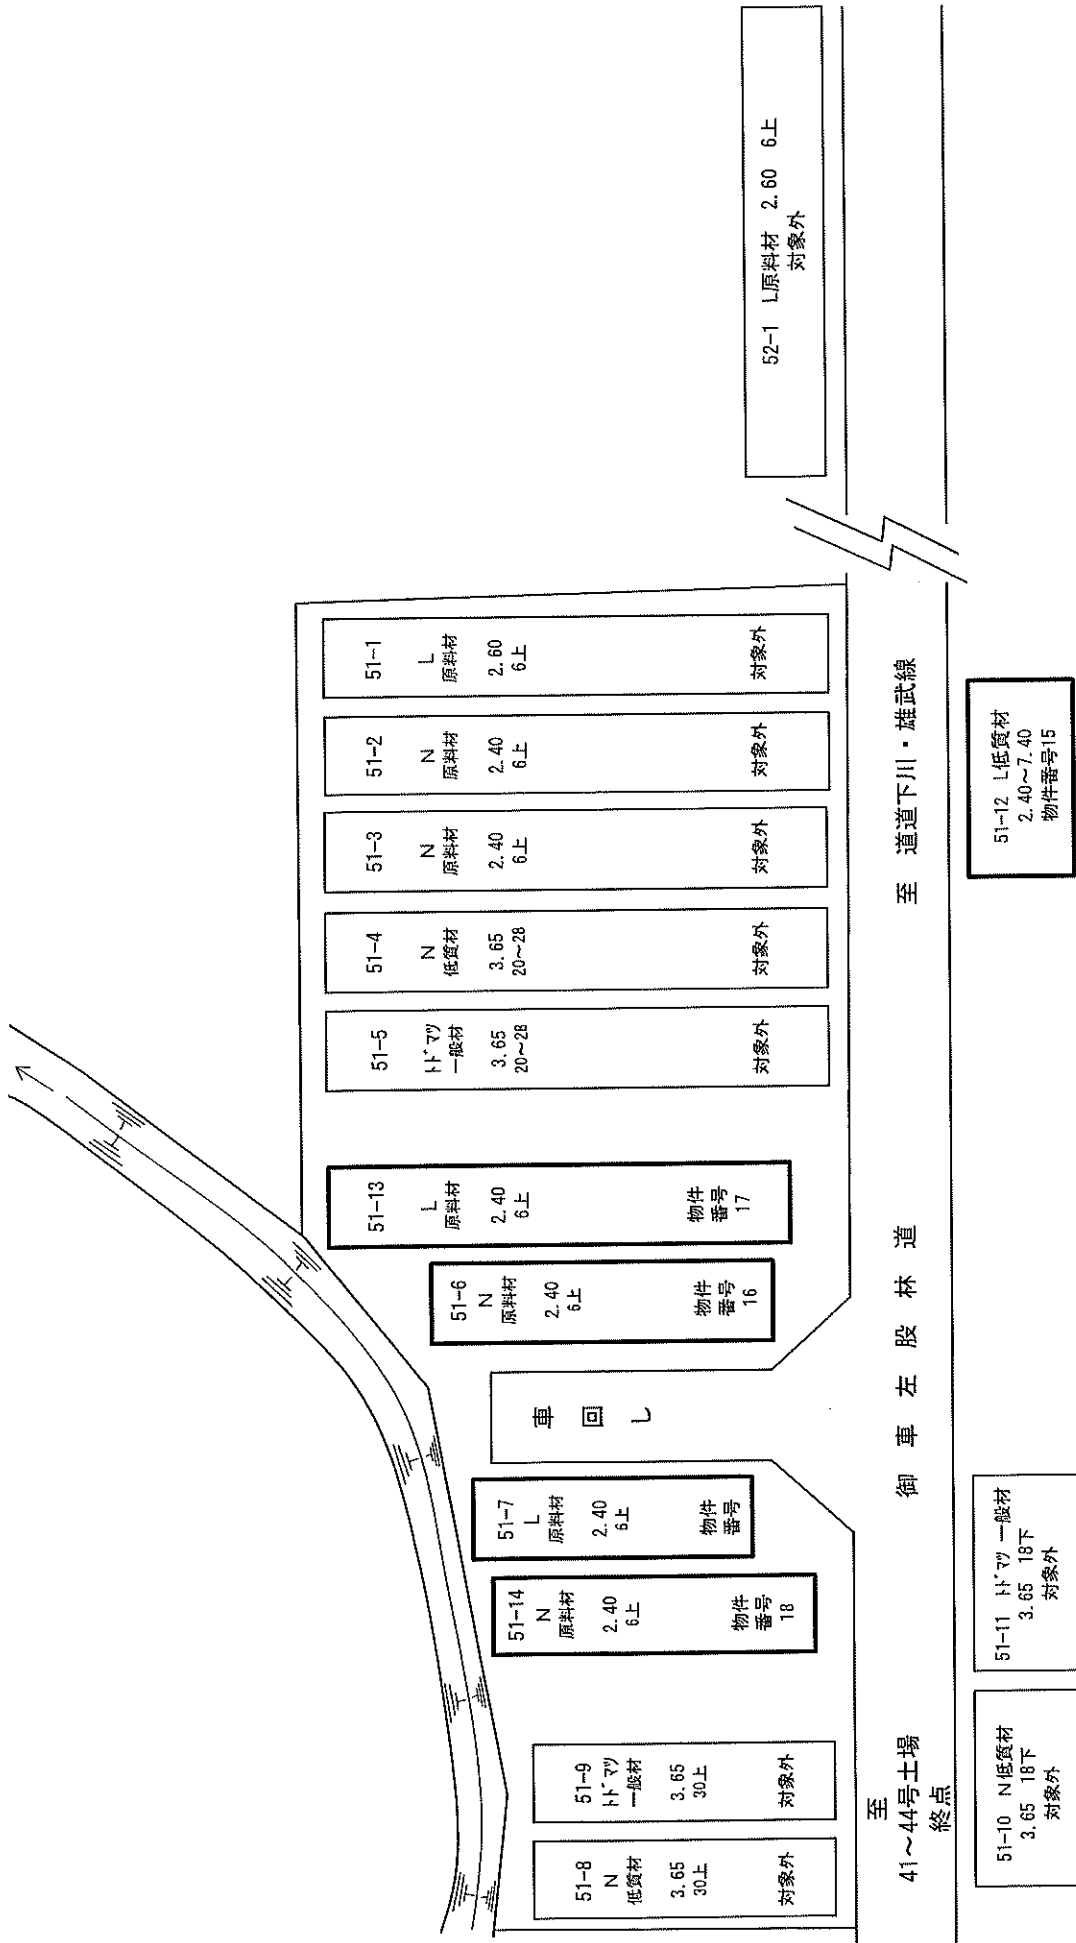 51-8
N
低質材
3.65
30上
対象外
51-9
トドマツ
一般材
3.65
30上
対象外
51-14
N
原料材
2.40
6上
物件
番号
18
51-7
L
原料材
2.40
6上
物件
番号
車回し
51-6
N
原料材
2.40
6上
物件
番号
16
51-13
L
原料材
2.40
6上
物件
番号
17
51-5
トドマツ
一般材
3.65
20~28
対象外
51-4
N
低質材
3.65
20~28
対象外
51-3
N
原料材
2.40
6上
対象外
51-2
N
原料材
2.40
6上
対象外
51-1
L
原料材
2.60
6上
対象外
52-1 L原料材 2.60 6上
対象外
至
41~44号土場
終点
御車左股林道
至 道道下川・雄武線
51-10 N低質材
3.65 18下
対象外
51-11 トドマツ 一般材
3.65 18下
対象外
51-12 L低質材
2.40~7.40
物件番号15